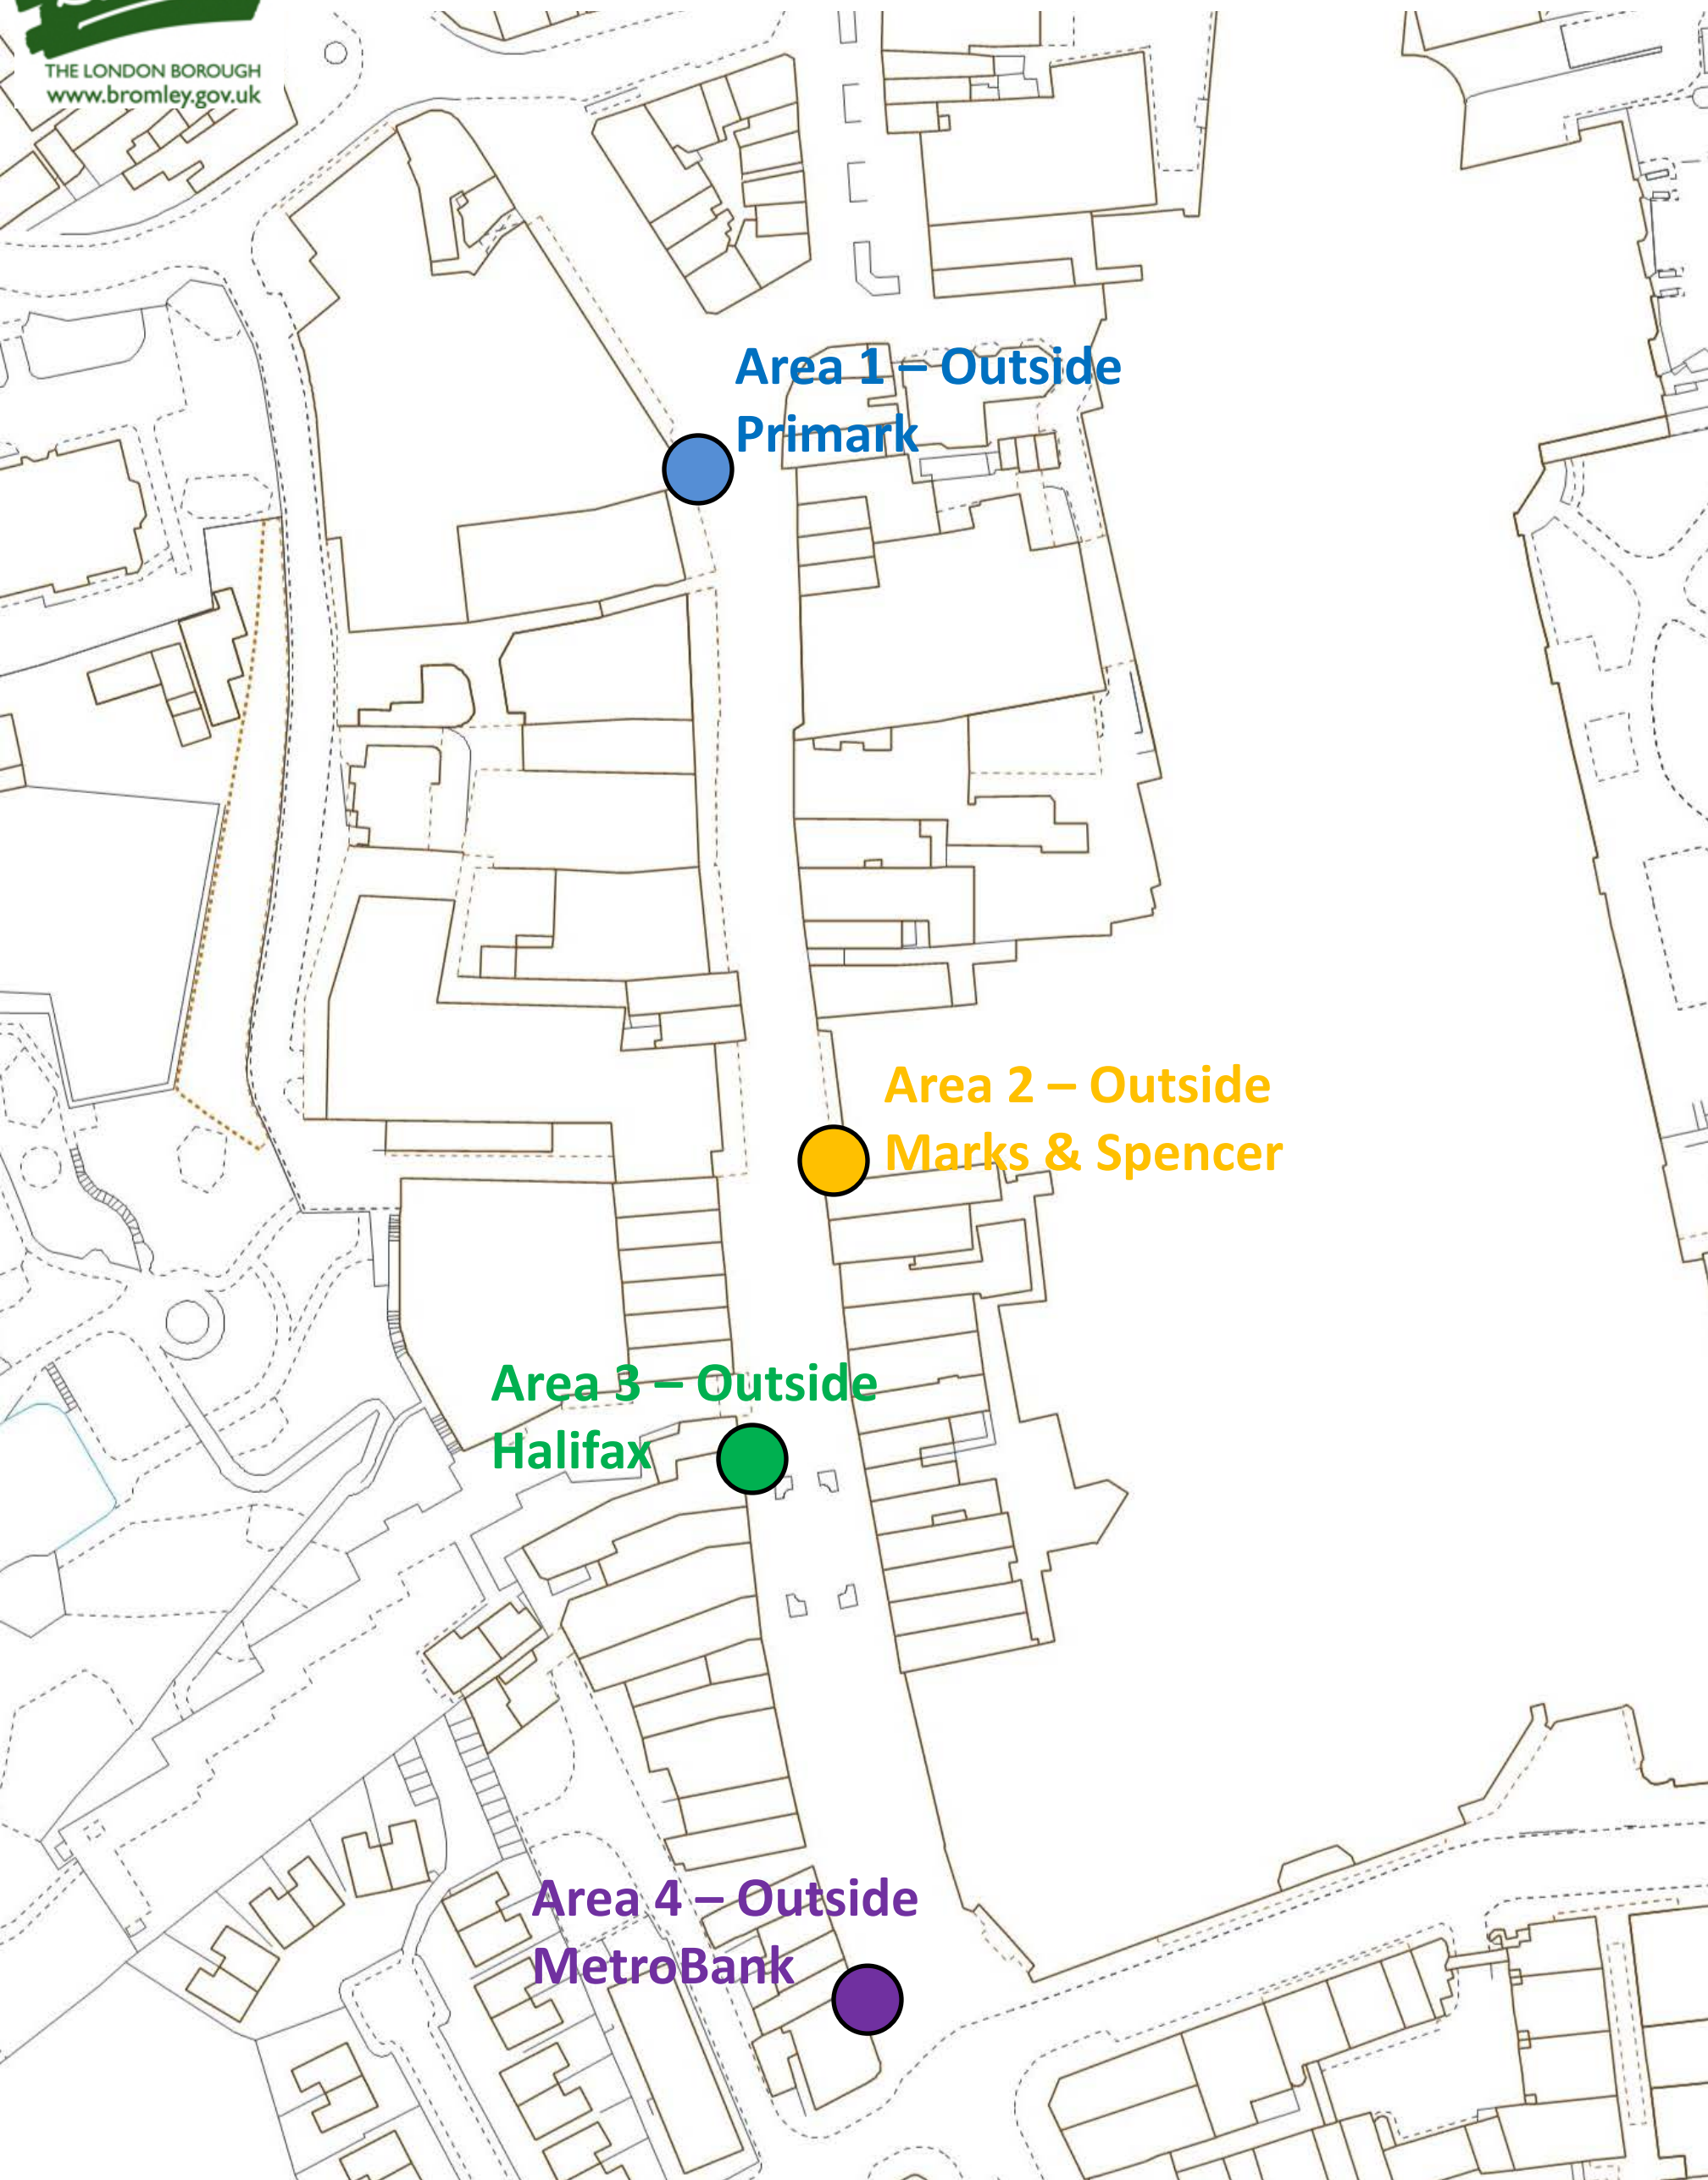 THE LONDON BOROUGH
www.bromley.gov.uk
Area 1 – Outside
Primark
Area 2 – Outside
Marks & Spencer
Area 3 – Outside
Halifax
Area 4 – Outside
MetroBank